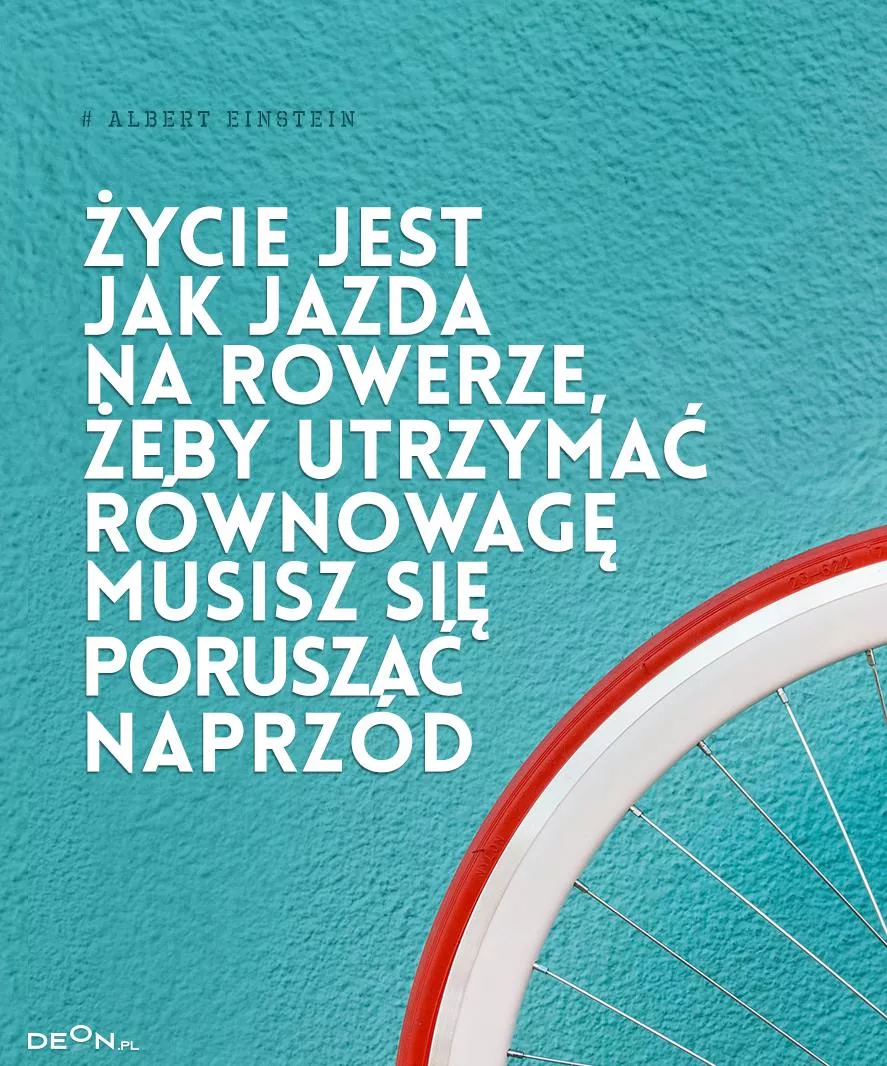 # ALBERT EINSTEIN
ŻYCIE JEST
JAK JAZDA
NA ROWERZE,
ŻEBY UTRZYMAĆ
RÓWNOWAGĘ
MUSISZ SIĘ
PORUSZAĆ
NAPRZÓD
23-622
DEON.PL